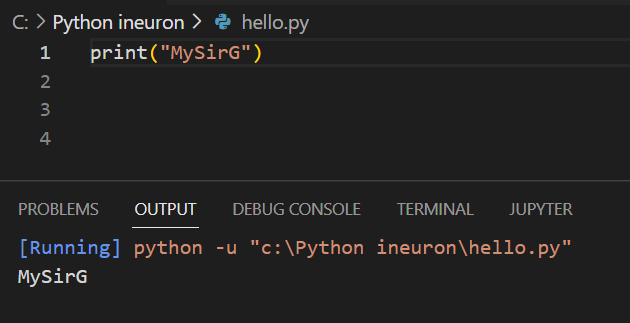 C: > Python ineuron > hello.py
1 print("MySirG")
2
3
4
PROBLEMS OUTPUT DEBUG CONSOLE TERMINAL JUPYTER
[Running] python -u "c:\Python ineuron\hello.py"
MySirG